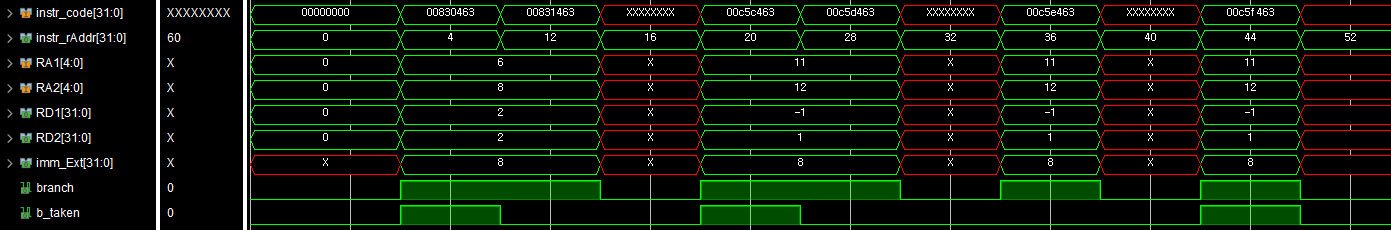 instr_code[31:0] XXXXXXXX 00000000 00830463 00831463 XXXXXXXX 00c5c463 00c5d463 XXXXXXXX 00c5e463 XXXXXXXX 00c5f463
instr_rAddr[31:0] 60 0 4 12 16 20 28 32 36 40 44 52
RA1[4:0] X 0 6 X 11 X 11 X 11
RA2[4:0] X 0 8 X 12 X 12 X 12
RD1[31:0] X 0 2 X -1 X -1 X -1
RD2[31:0] X 0 2 X 1 X 1 X 1
imm_Ext[31:0] X X 8 X 8 X 8 X 8
branch 0
b_taken 0